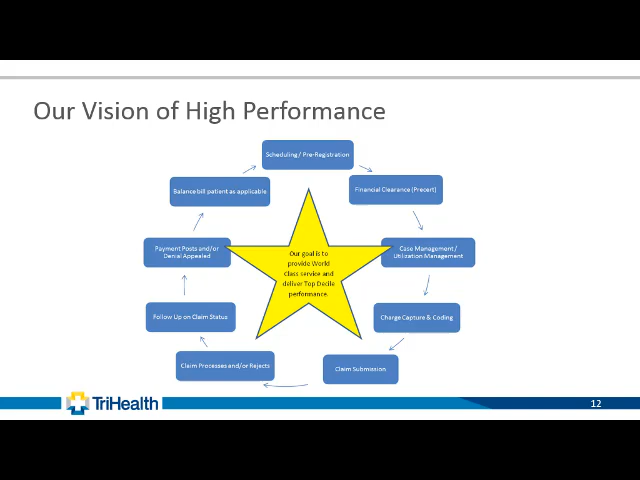 Our Vision of High Performance
Scheduling / Pre-Registration
Financial Clearance (Precert)
Case Management /
Utilization Management
Charge Capture & Coding
Claim Submission
Claim Processes and/or Rejects
Follow Up on Claim Status
Payment Posts and/or
Denial Appealed
Balance bill patient as applicable
Our goal is to
provide World
Class service and
deliver Top Decile
performance.
TriHealth
12